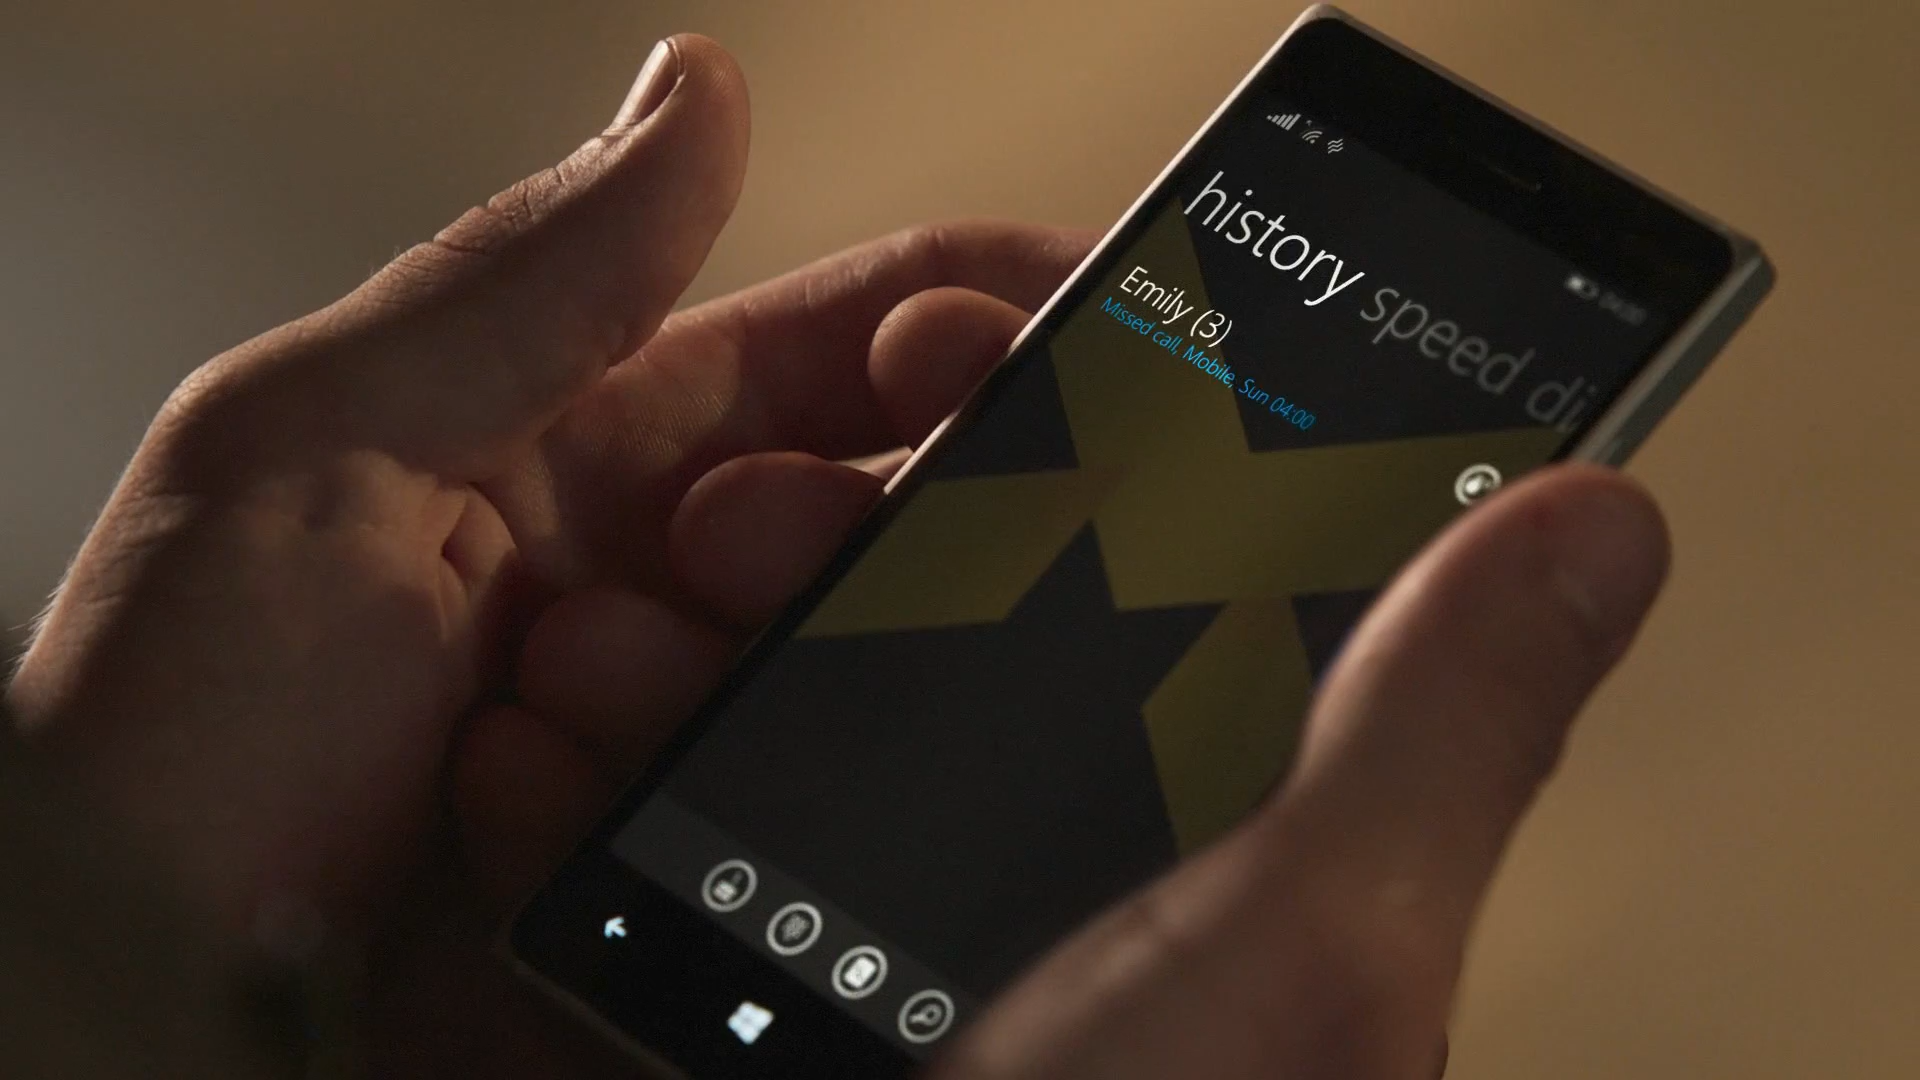 history speed di
Emily (3)
Missed call, Mobile, Sun 04:00